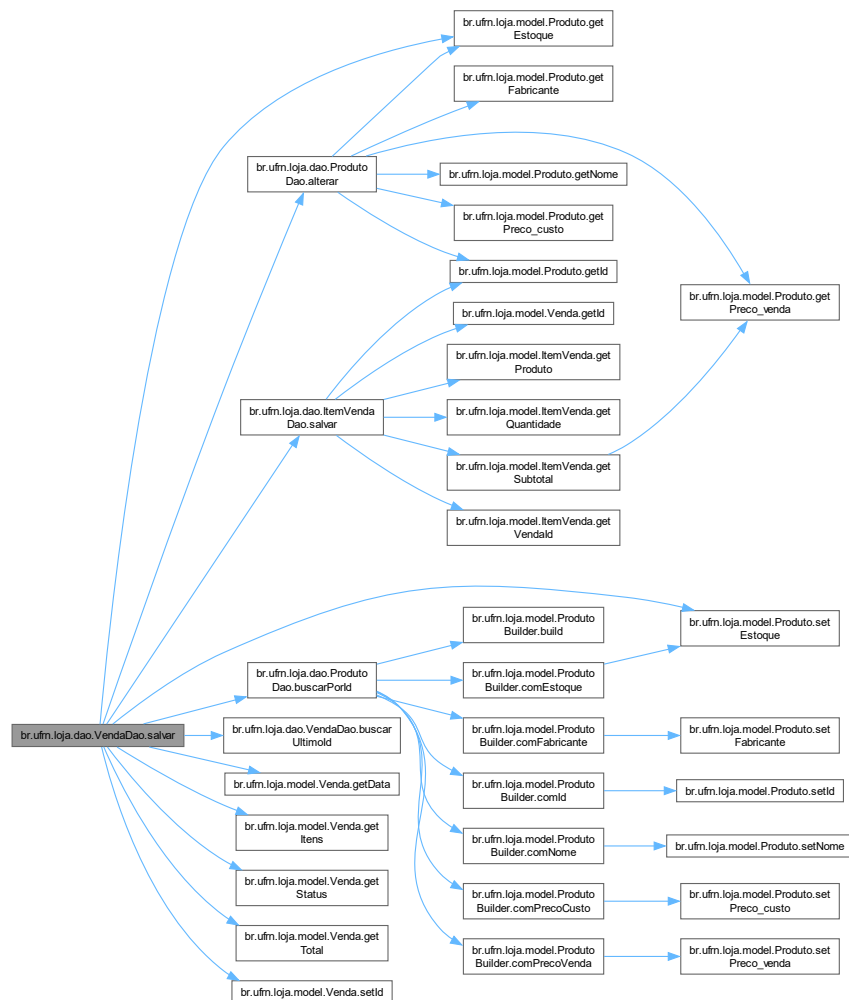 br.ufrn.loja.model.Produto.get
Estoque
br.ufrn.loja.model.Produto.get
Fabricante
br.ufrn.loja.dao.Produto
Dao.alterar
br.ufrn.loja.model.Produto.getNome
br.ufrn.loja.model.Produto.get
Preco_custo
br.ufrn.loja.model.Produto.getId
br.ufrn.loja.model.Produto.get
Preco_venda
br.ufrn.loja.model.Venda.getId
br.ufrn.loja.model.ItemVenda.get
Produto
br.ufrn.loja.dao.ItemVenda
Dao.salvar
br.ufrn.loja.model.ItemVenda.get
Quantidade
br.ufrn.loja.model.ItemVenda.get
Subtotal
br.ufrn.loja.model.ItemVenda.get
VendaId
br.ufrn.loja.model.Produto
Builder.build
br.ufrn.loja.model.Produto.set
Estoque
br.ufrn.loja.dao.Produto
Dao.buscarPorId
br.ufrn.loja.model.Produto
Builder.comEstoque
br.ufrn.loja.dao.VendaDao.salvar
br.ufrn.loja.dao.VendaDao.buscar
UltimoId
br.ufrn.loja.model.Produto
Builder.comFabricante
br.ufrn.loja.model.Produto.set
Fabricante
br.ufrn.loja.model.Venda.getData
br.ufrn.loja.model.Produto
Builder.comId
br.ufrn.loja.model.Produto.setId
br.ufrn.loja.model.Venda.get
Itens
br.ufrn.loja.model.Produto
Builder.comNome
br.ufrn.loja.model.Produto.setNome
br.ufrn.loja.model.Venda.get
Status
br.ufrn.loja.model.Produto
Builder.comPrecoCusto
br.ufrn.loja.model.Produto.set
Preco_custo
br.ufrn.loja.model.Venda.get
Total
br.ufrn.loja.model.Produto
Builder.comPrecoVenda
br.ufrn.loja.model.Produto.set
Preco_venda
br.ufrn.loja.model.Venda.setId